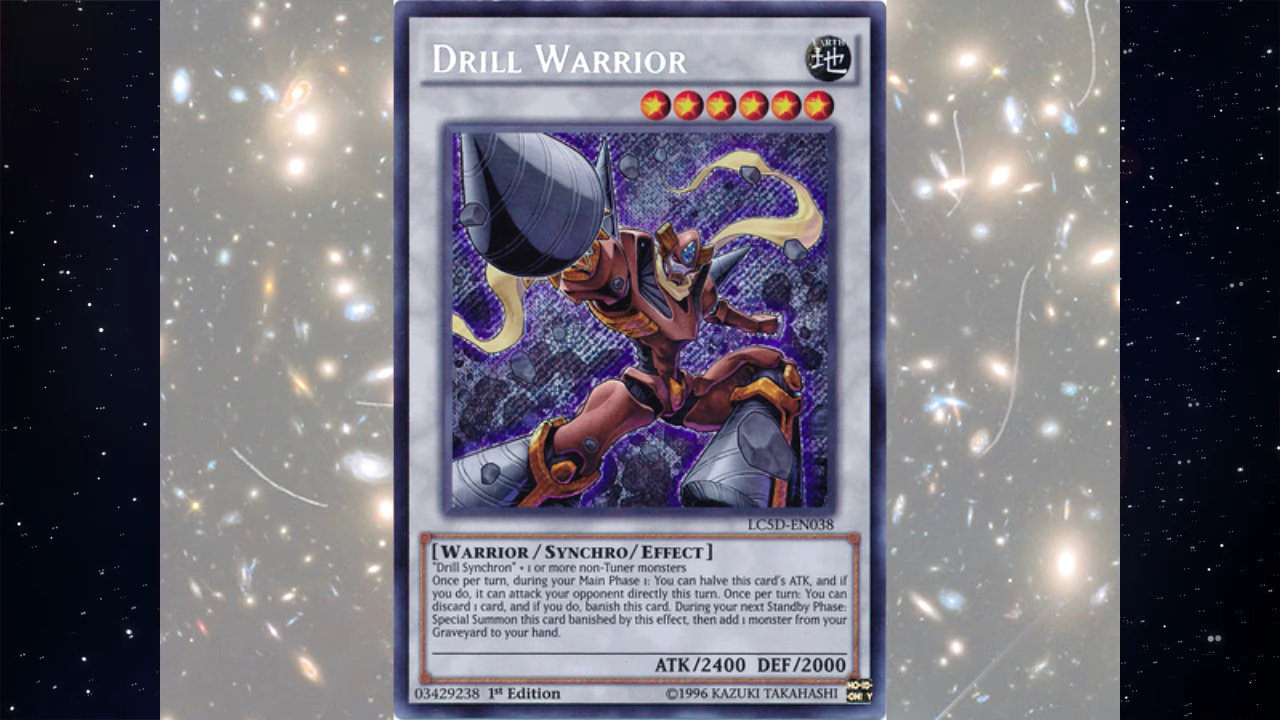 DRILL WARRIOR
EARTH
地
LC5D-EN038
[WARRIOR/SYNCHRO/EFFECT]
"Drill Synchron" + 1 or more non-Tuner monsters
Once per turn, during your Main Phase 1: You can halve this card's ATK, and if
you do, it can attack your opponent directly this turn. Once per turn: You can
discard 1 card, and if you do, banish this card. During your next Standby Phase:
Special Summon this card banished by this effect, then add 1 monster from your
Graveyard to your hand.
ATK/2400 DEF/2000
03429238 1st Edition ©1996 KAZUKI TAKAHASHI